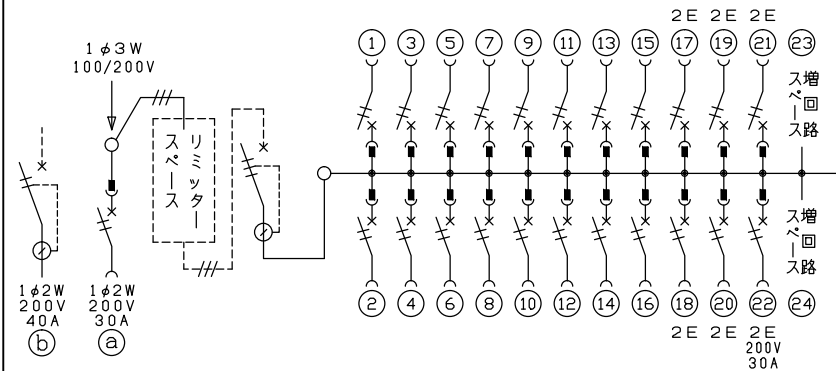 2E 2E 2E
1 3 5 7 9 11 13 15 17 19 21 23
1φ3W
100/200V
増回路
スペース
リミッター
スペース
増回路
スペース
1φ2W
200V
40A
b
1φ2W
200V
30A
a
2 4 6 8 10 12 14 16 18 20 22 24
2E 2E 2E
200V
30A